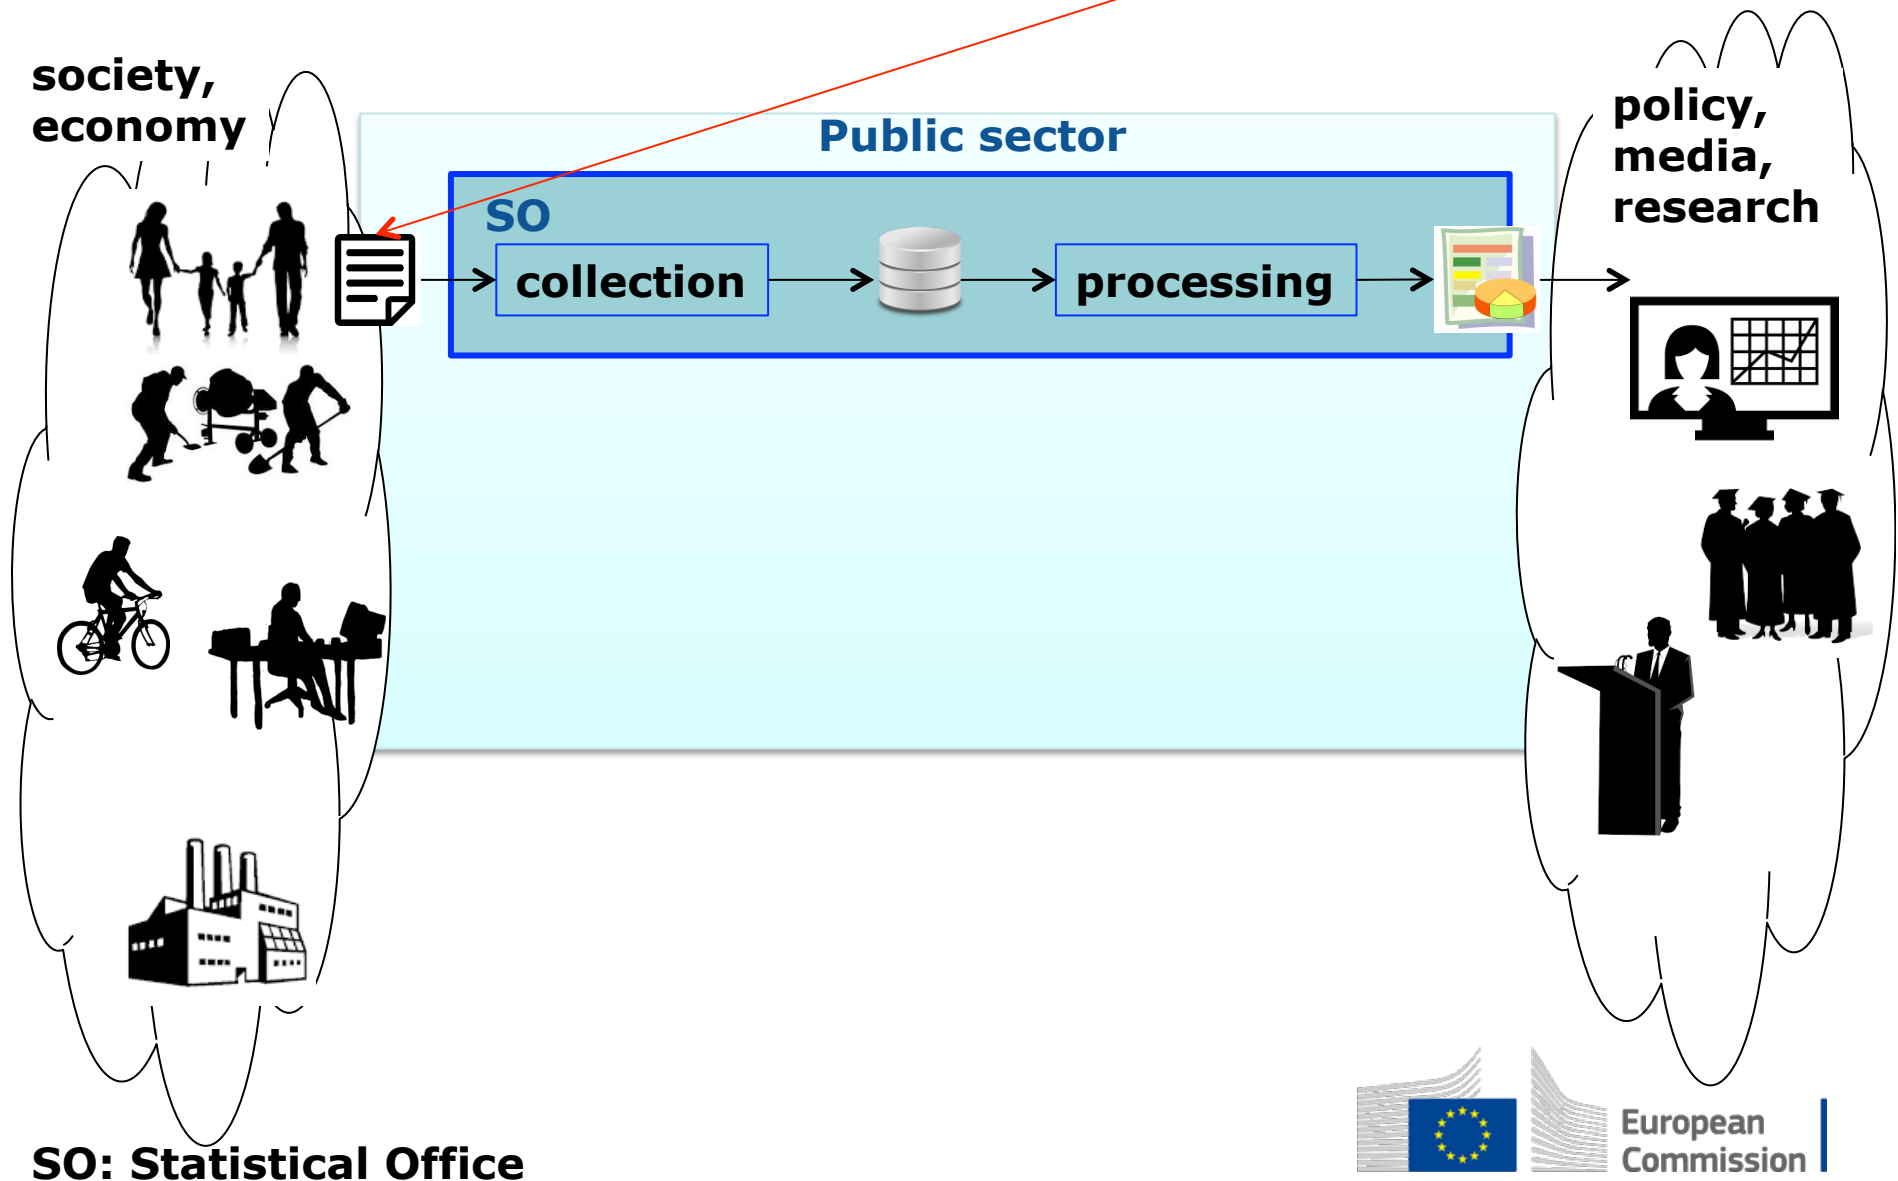 society,
economy
Public sector
policy,
media,
research
SO
collection
processing
SO: Statistical Office
European
Commission